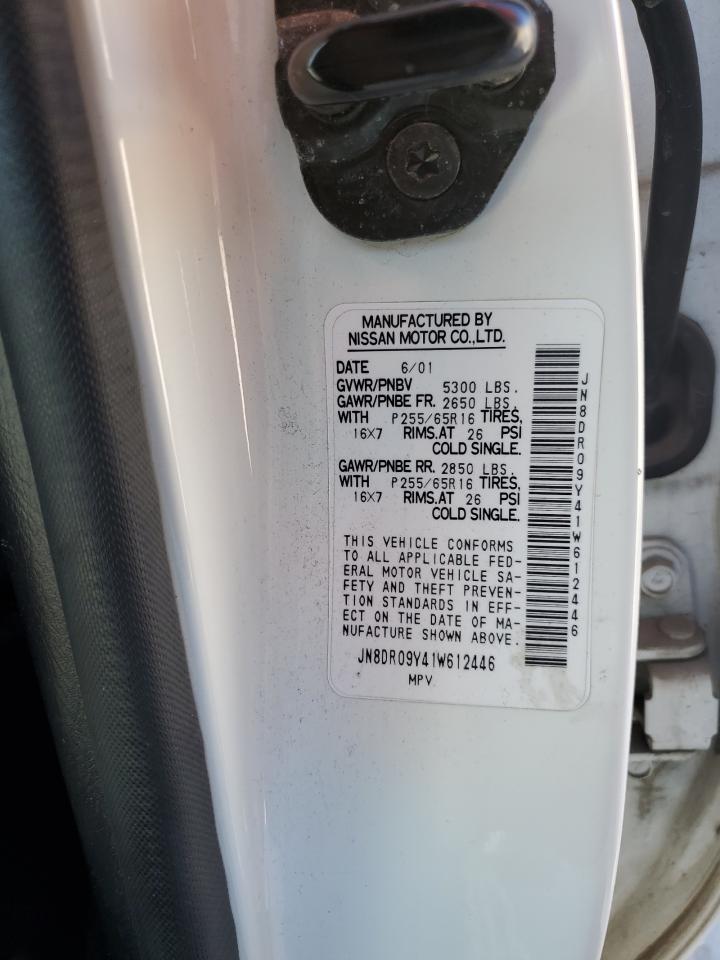 MANUFACTURED BY
NISSAN MOTOR CO.,LTD.
DATE 6/01
GVWR/PNBV 5300 LBS.
GAWR/PNBE FR. 2650 LBS.
WITH P255/65R16 TIRES,
16X7 RIMS.AT 26 PSI
COLD SINGLE.
GAWR/PNBE RR. 2850 LBS.
WITH P255/65R16 TIRES,
16X7 RIMS.AT 26 PSI
COLD SINGLE.
THIS VEHICLE CONFORMS
TO ALL APPLICABLE FED-
ERAL MOTOR VEHICLE SA-
FETY AND THEFT PREVEN-
TION STANDARDS IN EFF-
ECT ON THE DATE OF MA-
NUFACTURE SHOWN ABOVE.
JN8DR09Y41W612446
MPV
JN8DR09Y41W612446